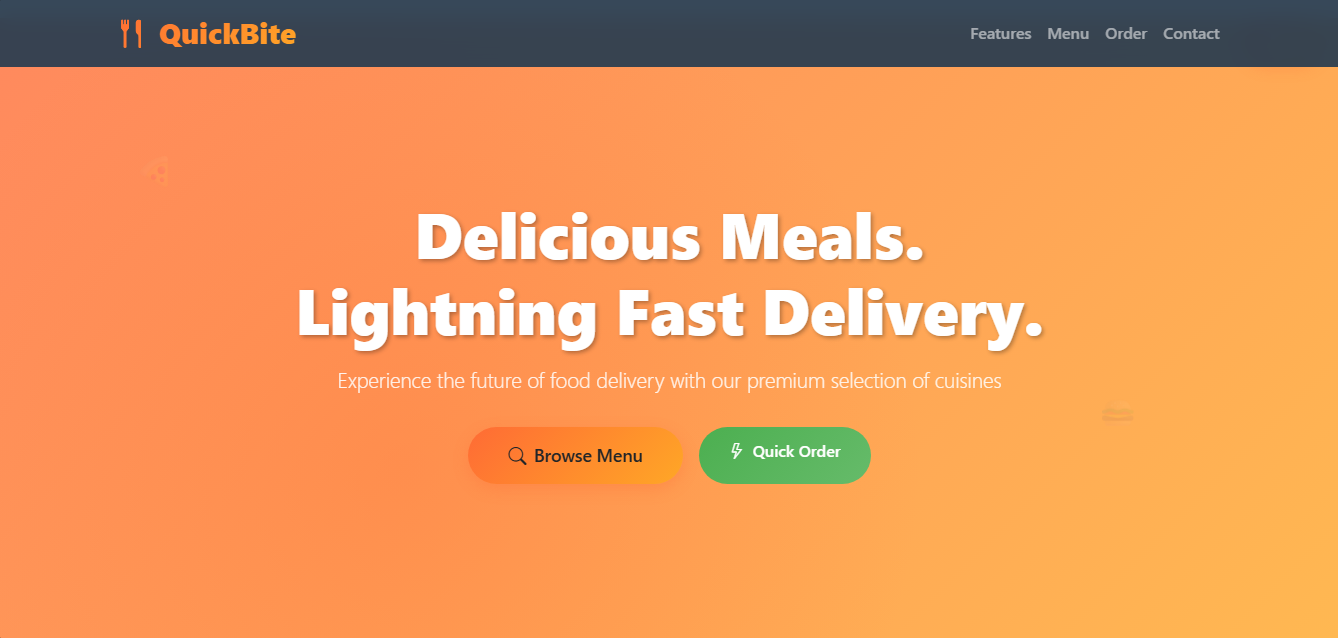 QuickBite
Features Menu Order Contact
Delicious Meals.
Lightning Fast Delivery.
Experience the future of food delivery with our premium selection of cuisines
Browse Menu
Quick Order